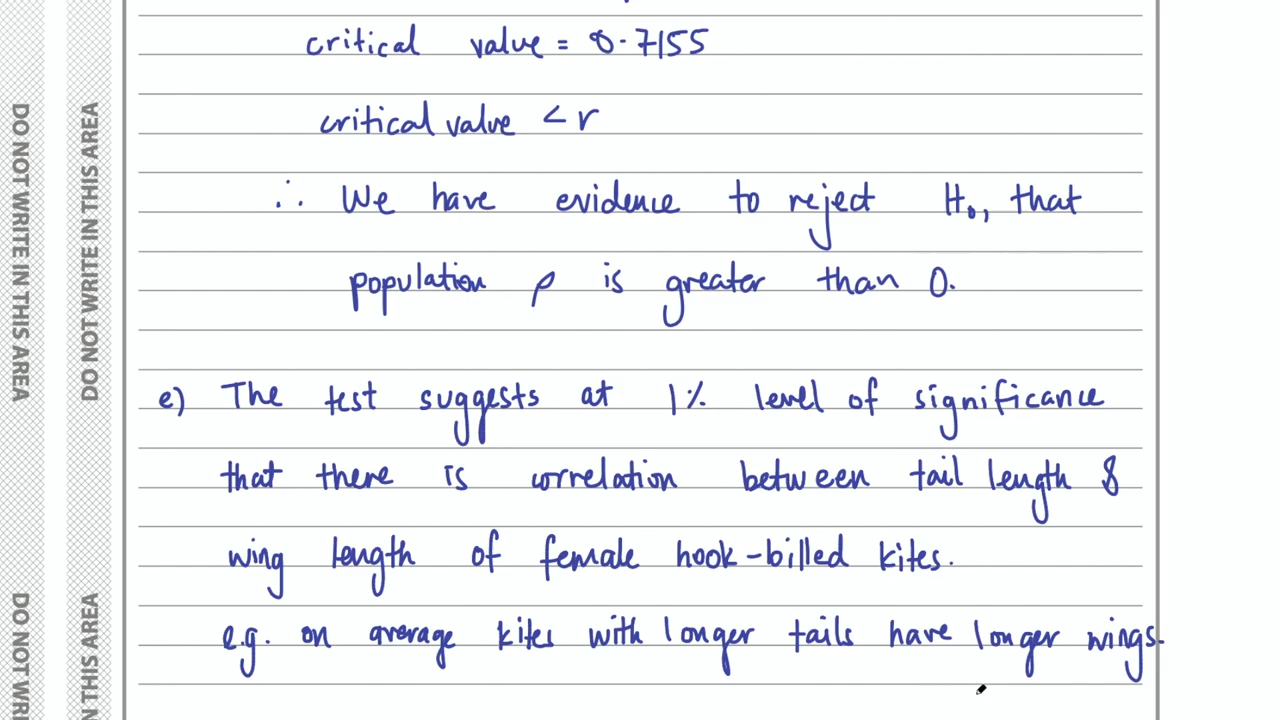 critical value = 0.7155
critical value < r
∴ We have evidence to reject H₀, that
population ρ is greater than 0.
e) The test suggests at 1% level of significance
that there is correlation between tail length &
wing length of female hook-billed kites.
e.g. on average kites with longer tails have longer wings.
DO NOT WRITE IN THIS AREA
DO NOT WRITE IN THIS AREA
DO NOT WRI
N THIS AREA